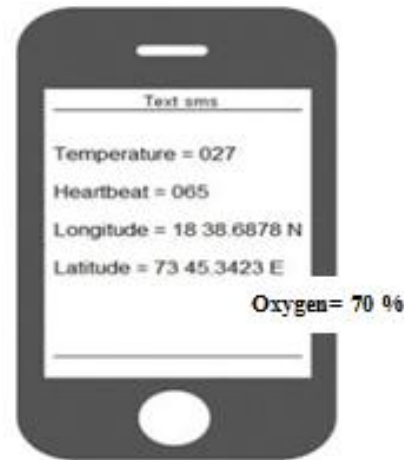 Text sms
Temperature = 027
Heartbeat = 065
Longitude = 18 38.6878 N
Latitude = 73 45.3423 E
Oxygen= 70 %